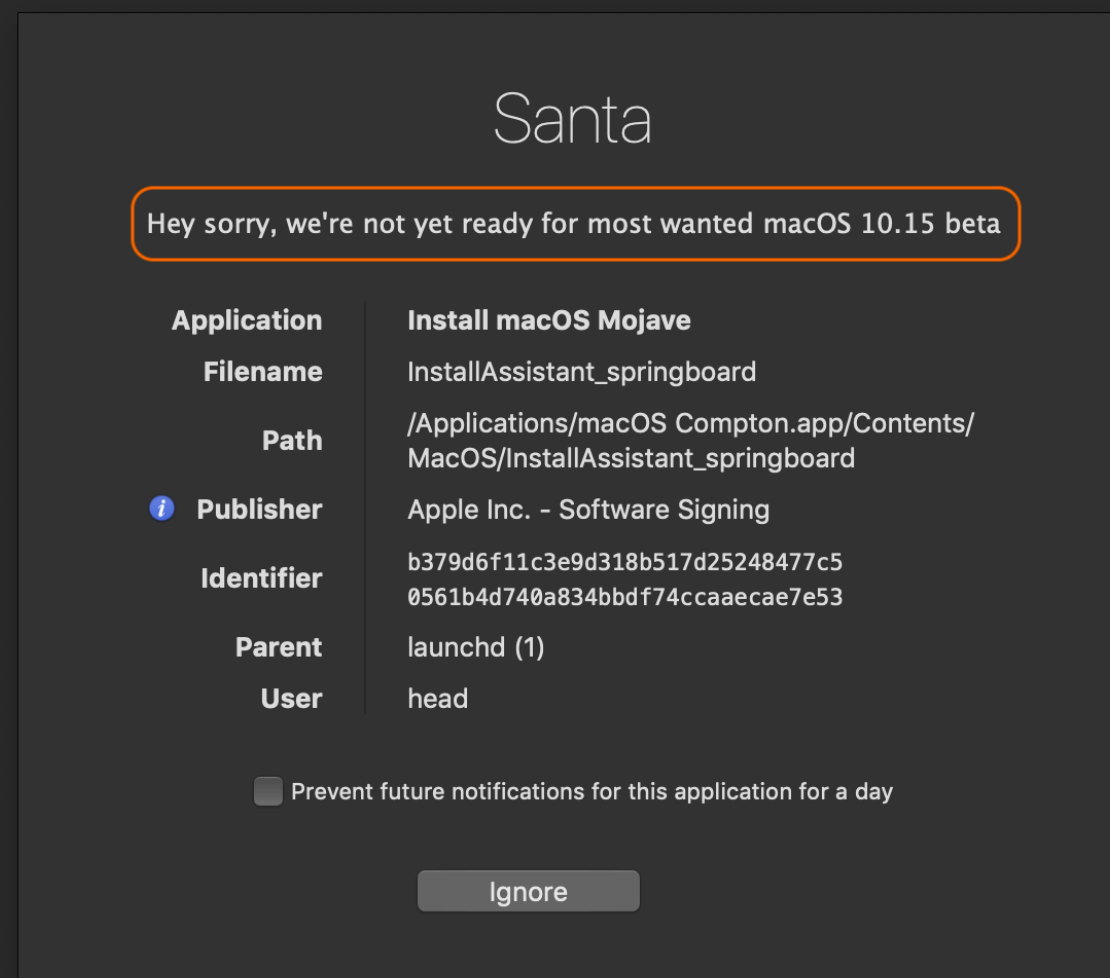 Santa
Hey sorry, we're not yet ready for most wanted macOS 10.15 beta
Application Install macOS Mojave
Filename InstallAssistant_springboard
Path /Applications/macOS Compton.app/Contents/
MacOS/InstallAssistant_springboard
i Publisher Apple Inc. - Software Signing
Identifier b379d6f11c3e9d318b517d25248477c5
0561b4d740a834bbdf74ccaaecae7e53
Parent launchd (1)
User head
Prevent future notifications for this application for a day
Ignore